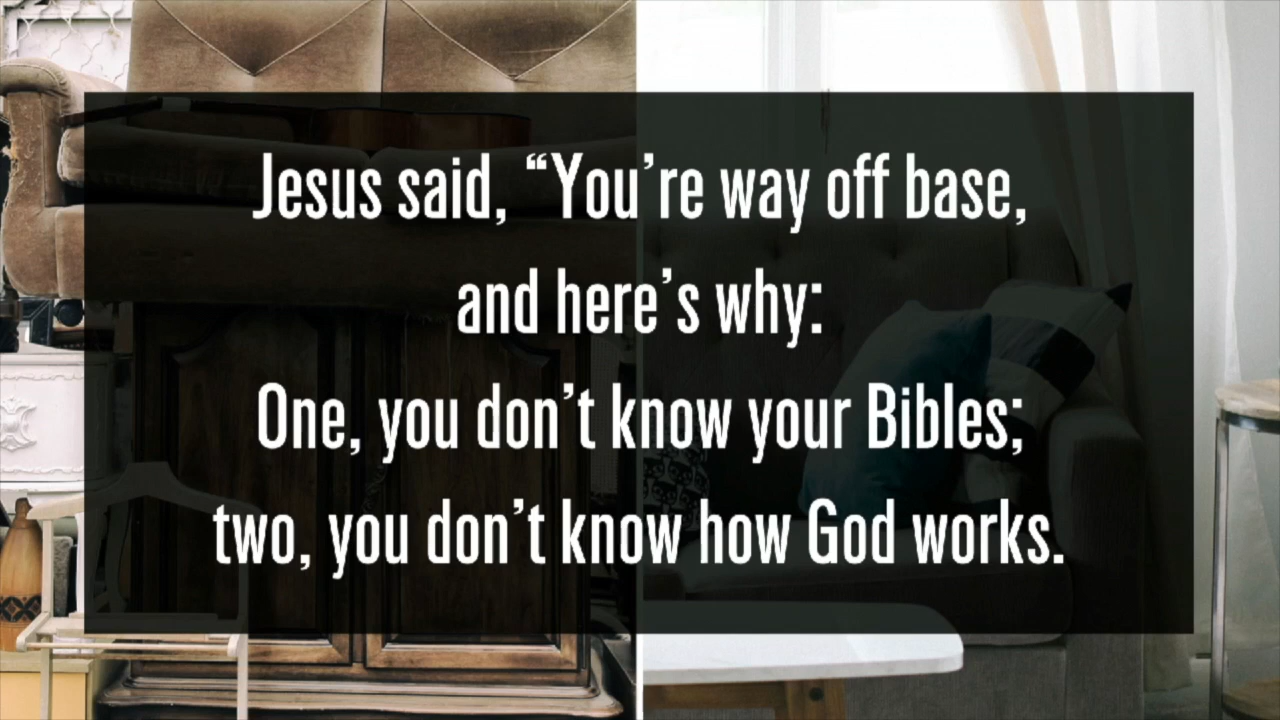 Jesus said, “You’re way off base,
and here’s why:
One, you don’t know your Bibles;
two, you don’t know how God works.